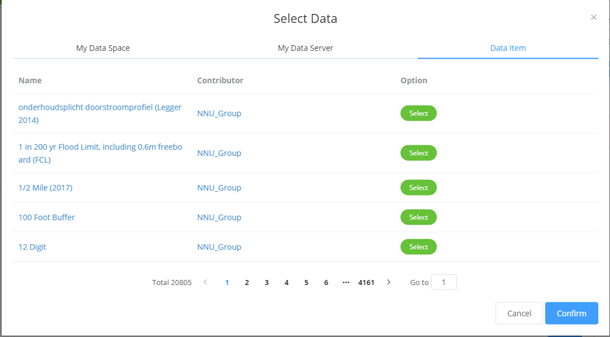 Select Data
×
My Data Space My Data Server Data Item
Name Contributor Option
onderhoudsplicht doorstroomprofiel (Legger
2014)
NNU_Group Select
1 in 200 yr Flood Limit, including 0.6m freebo
ard (FCL)
NNU_Group Select
1/2 Mile (2017) NNU_Group Select
100 Foot Buffer NNU_Group Select
12 Digit NNU_Group Select
Total 20805 < 1 2 3 4 5 6 ••• 4161 > Go to 1
Cancel Confirm